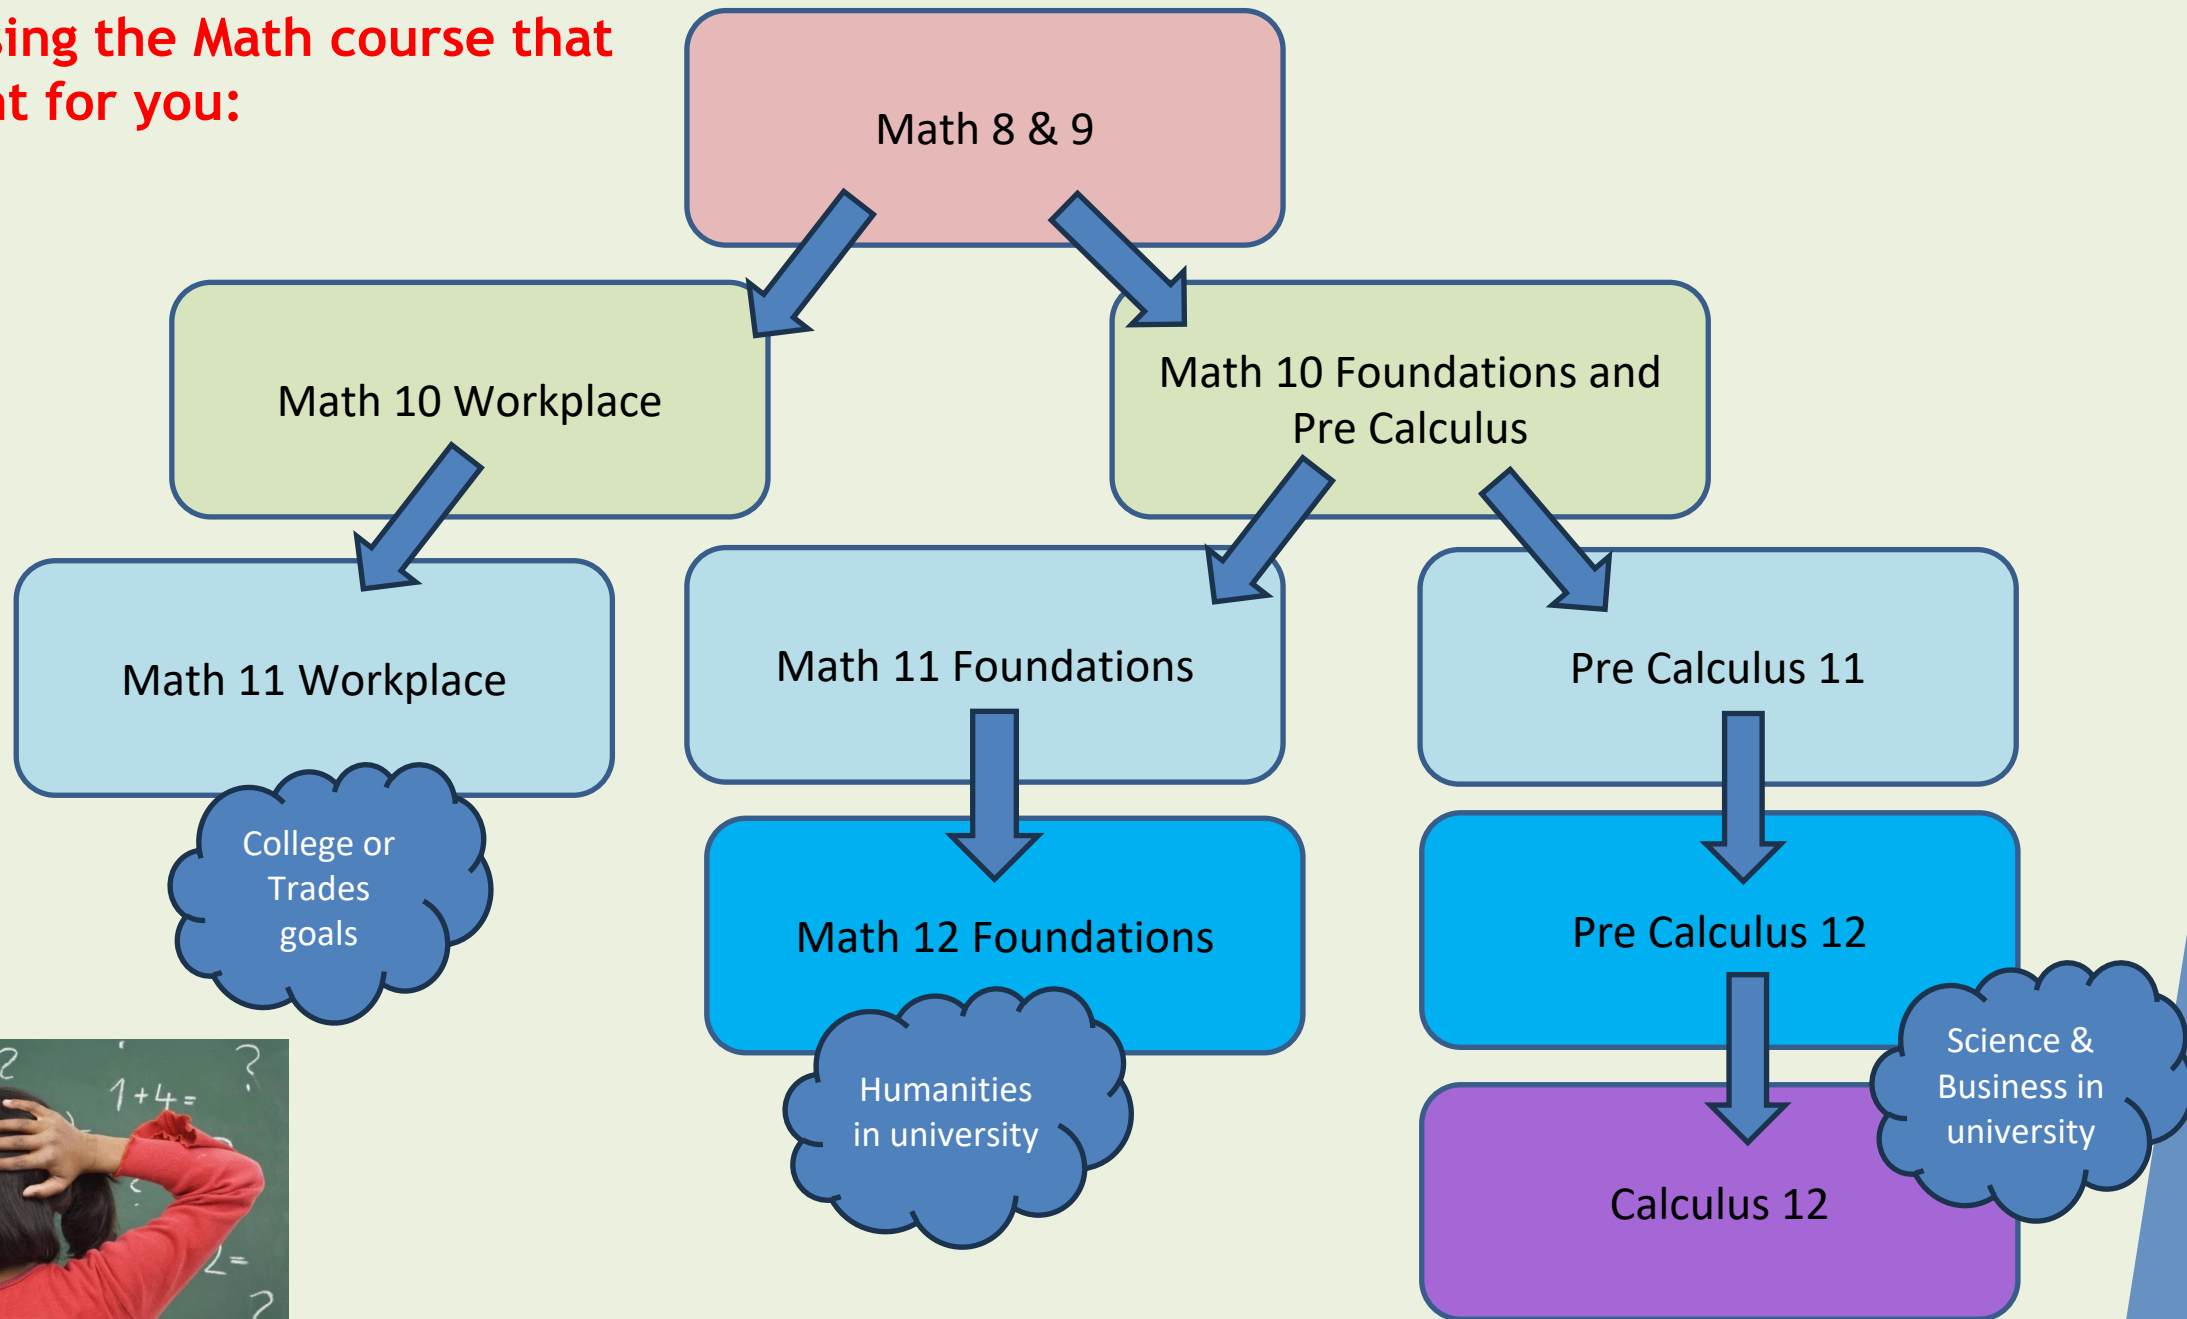 sing the Math course that
t for you:
Math 8 & 9
Math 10 Workplace
Math 10 Foundations and
Pre Calculus
Math 11 Workplace
Math 11 Foundations
Pre Calculus 11
College or
Trades
goals
Math 12 Foundations
Pre Calculus 12
Humanities
in university
Science &
Business in
university
Calculus 12
?
?
1+4=
?
2=
?